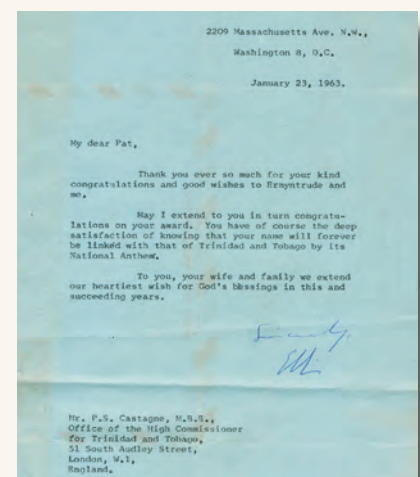 2209 Massachusetts Ave. N.W.,
Washington 8, D.C.
January 23, 1963.
My dear Pat,
Thank you ever so much for your kind
congratulations and good wishes to Ermyntrude and
me.
May I extend to you in turn congratu-
lations on your award. You have of course the deep
satisfaction of knowing that your name will forever
be linked with that of Trinidad and Tobago by its
National Anthem.
To you, your wife and family we extend
our heartiest wish for God's blessings in this and
succeeding years.
Sincerely,
Ellis
Mr. P.S. Castagne, M.B.E.,
Office of the High Commissioner
for Trinidad and Tobago,
51 South Audley Street,
London, W.1,
England.